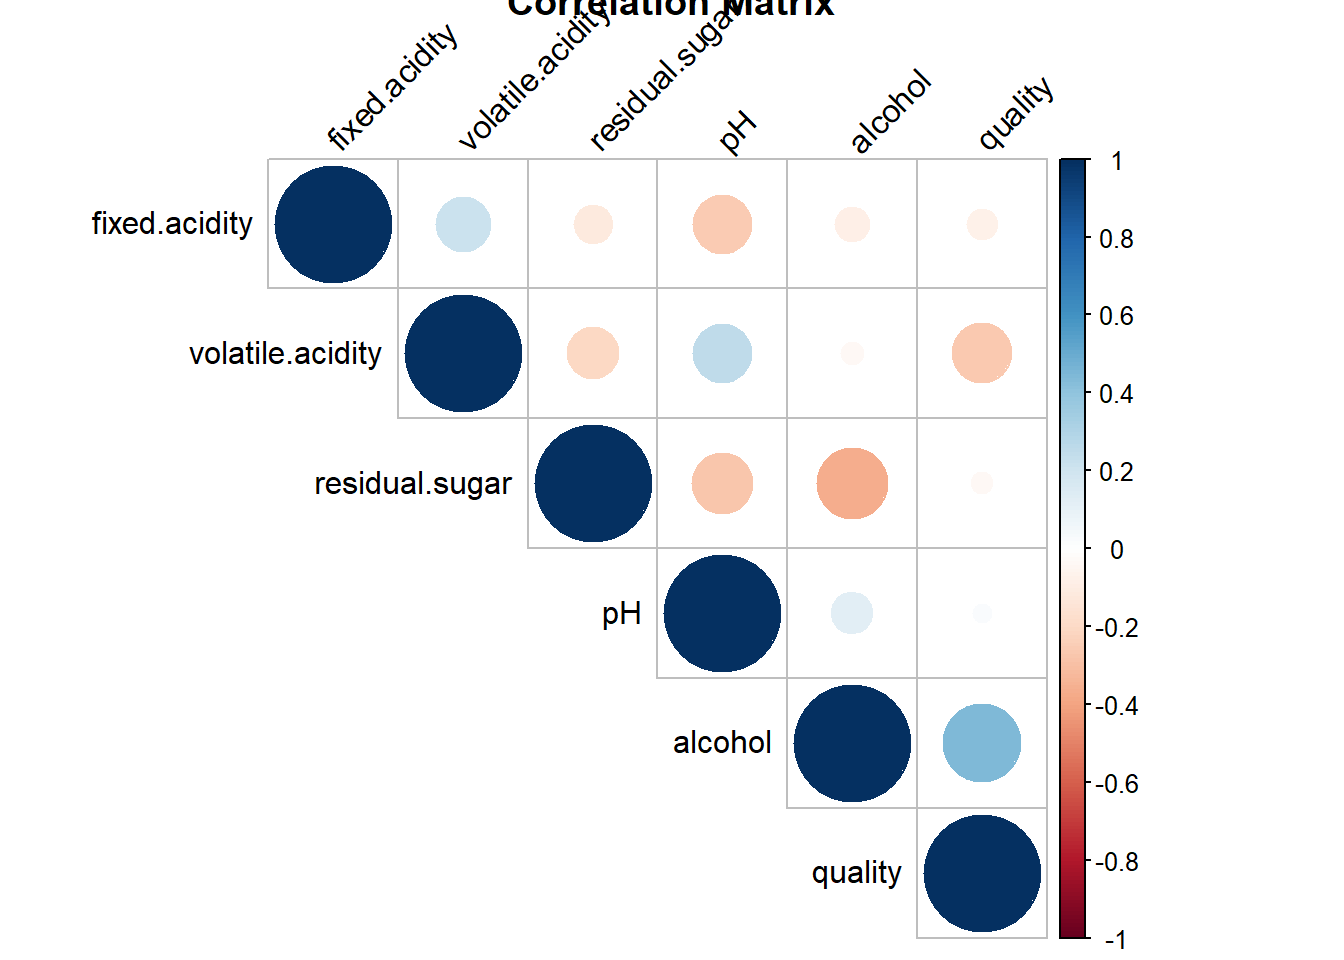 Correlation Matrix
fixed.acidity
volatile.acidity
residual.sugar
pH
alcohol
quality
fixed.acidity
volatile.acidity
residual.sugar
pH
alcohol
quality
1
0.8
0.6
0.4
0.2
0
-0.2
-0.4
-0.6
-0.8
-1